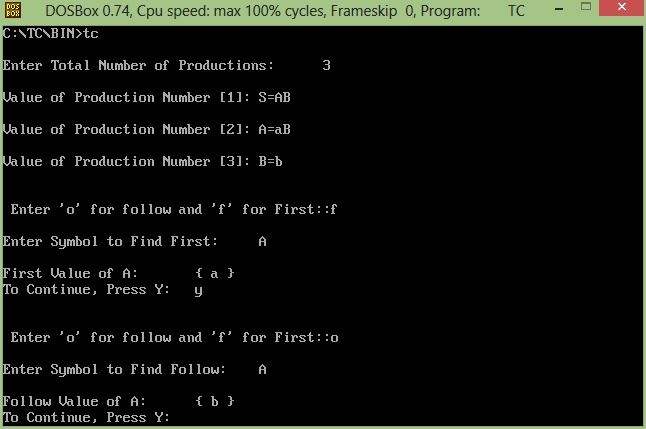 DOS
BOX
DOSBox 0.74, Cpu speed: max 100% cycles, Frameskip 0, Program: TC
C:\TC\BIN>tc
Enter Total Number of Productions: 3
Value of Production Number [1]: S=AB
Value of Production Number [2]: A=aB
Value of Production Number [3]: B=b
Enter 'o' for follow and 'f' for First::f
Enter Symbol to Find First: A
First Value of A: { a }
To Continue, Press Y: y
Enter 'o' for follow and 'f' for First::o
Enter Symbol to Find Follow: A
Follow Value of A: { b }
To Continue, Press Y: